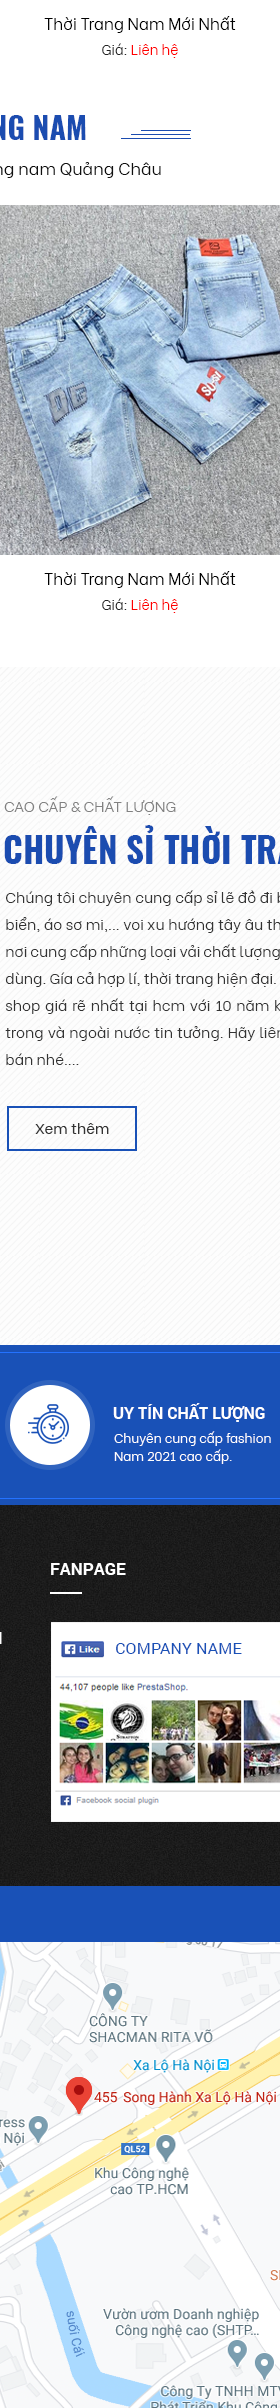 Thời Trang Nam Mới Nhất
Giá: Liên hệ
NG NAM
ng nam Quảng Châu
Thời Trang Nam Mới Nhất
Giá: Liên hệ
CAO CẤP & CHẤT LƯỢNG
CHUYÊN SỈ THỜI TRA
Chúng tôi chuyên cung cấp sỉ lẽ đồ đi b
biển, áo sơ mi,... voi xu hướng tây âu th
nơi cung cấp những loại vải chất lượng
dùng. Gía cả hợp lí, thời trang hiện đại.
shop giá rẽ nhất tại hcm với 10 năm k
trong và ngoài nước tin tưởng. Hãy liên
bán nhé....
Xem thêm
UY TÍN CHẤT LƯỢNG
Chuyên cung cấp fashion
Nam 2021 cao cấp.
FANPAGE
Like COMPANY NAME
44,107 people like PrestaShop.
Facebook social plugin
CÔNG TY
SHACMAN RITA VÕ
Xa Lộ Hà Nội
455 Song Hành Xa Lộ Hà Nội
ress
Nội
QL52
Khu Công nghệ
cao TP.HCM
Vườn ươm Doanh nghiệp
Công nghệ cao (SHTP...
suối Cái
Công Ty TNHH MTV
Phát Triển Khu Công